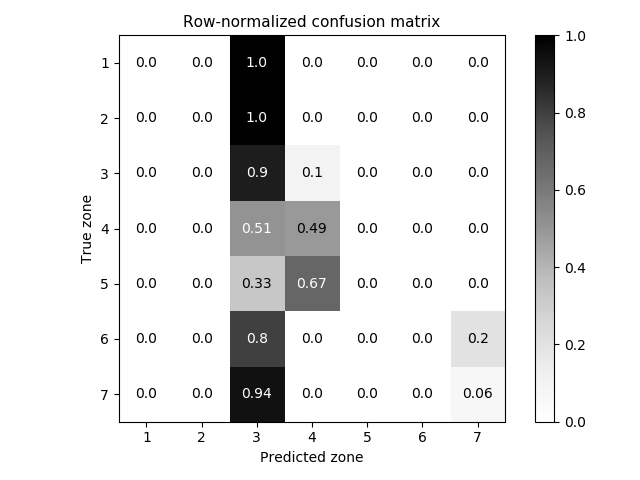 Row-normalized confusion matrix
1 0.0 0.0 1.0 0.0 0.0 0.0 0.0
2 0.0 0.0 1.0 0.0 0.0 0.0 0.0
3 0.0 0.0 0.9 0.1 0.0 0.0 0.0
4 0.0 0.0 0.51 0.49 0.0 0.0 0.0
5 0.0 0.0 0.33 0.67 0.0 0.0 0.0
6 0.0 0.0 0.8 0.0 0.0 0.0 0.2
7 0.0 0.0 0.94 0.0 0.0 0.0 0.06
1 2 3 4 5 6 7
Predicted zone
True zone
1.0
0.8
0.6
0.4
0.2
0.0